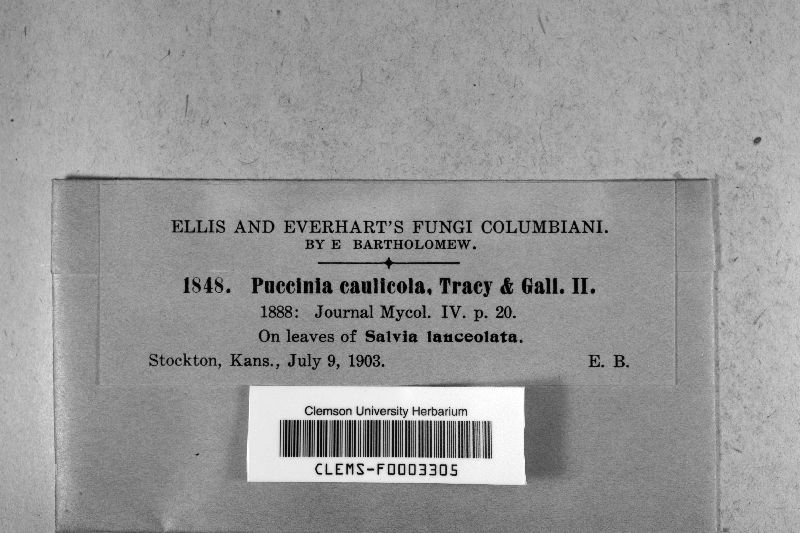 ELLIS AND EVERHART'S FUNGI COLUMBIANI.
BY E BARTHOLOMEW.
1848. Puccinia caulicola, Tracy & Gall. II.
1888: Journal Mycol. IV. p. 20.
On leaves of Salvia lanceolata.
Stockton, Kans., July 9, 1903. E. B.
Clemson University Herbarium
CLEMS-F0003305